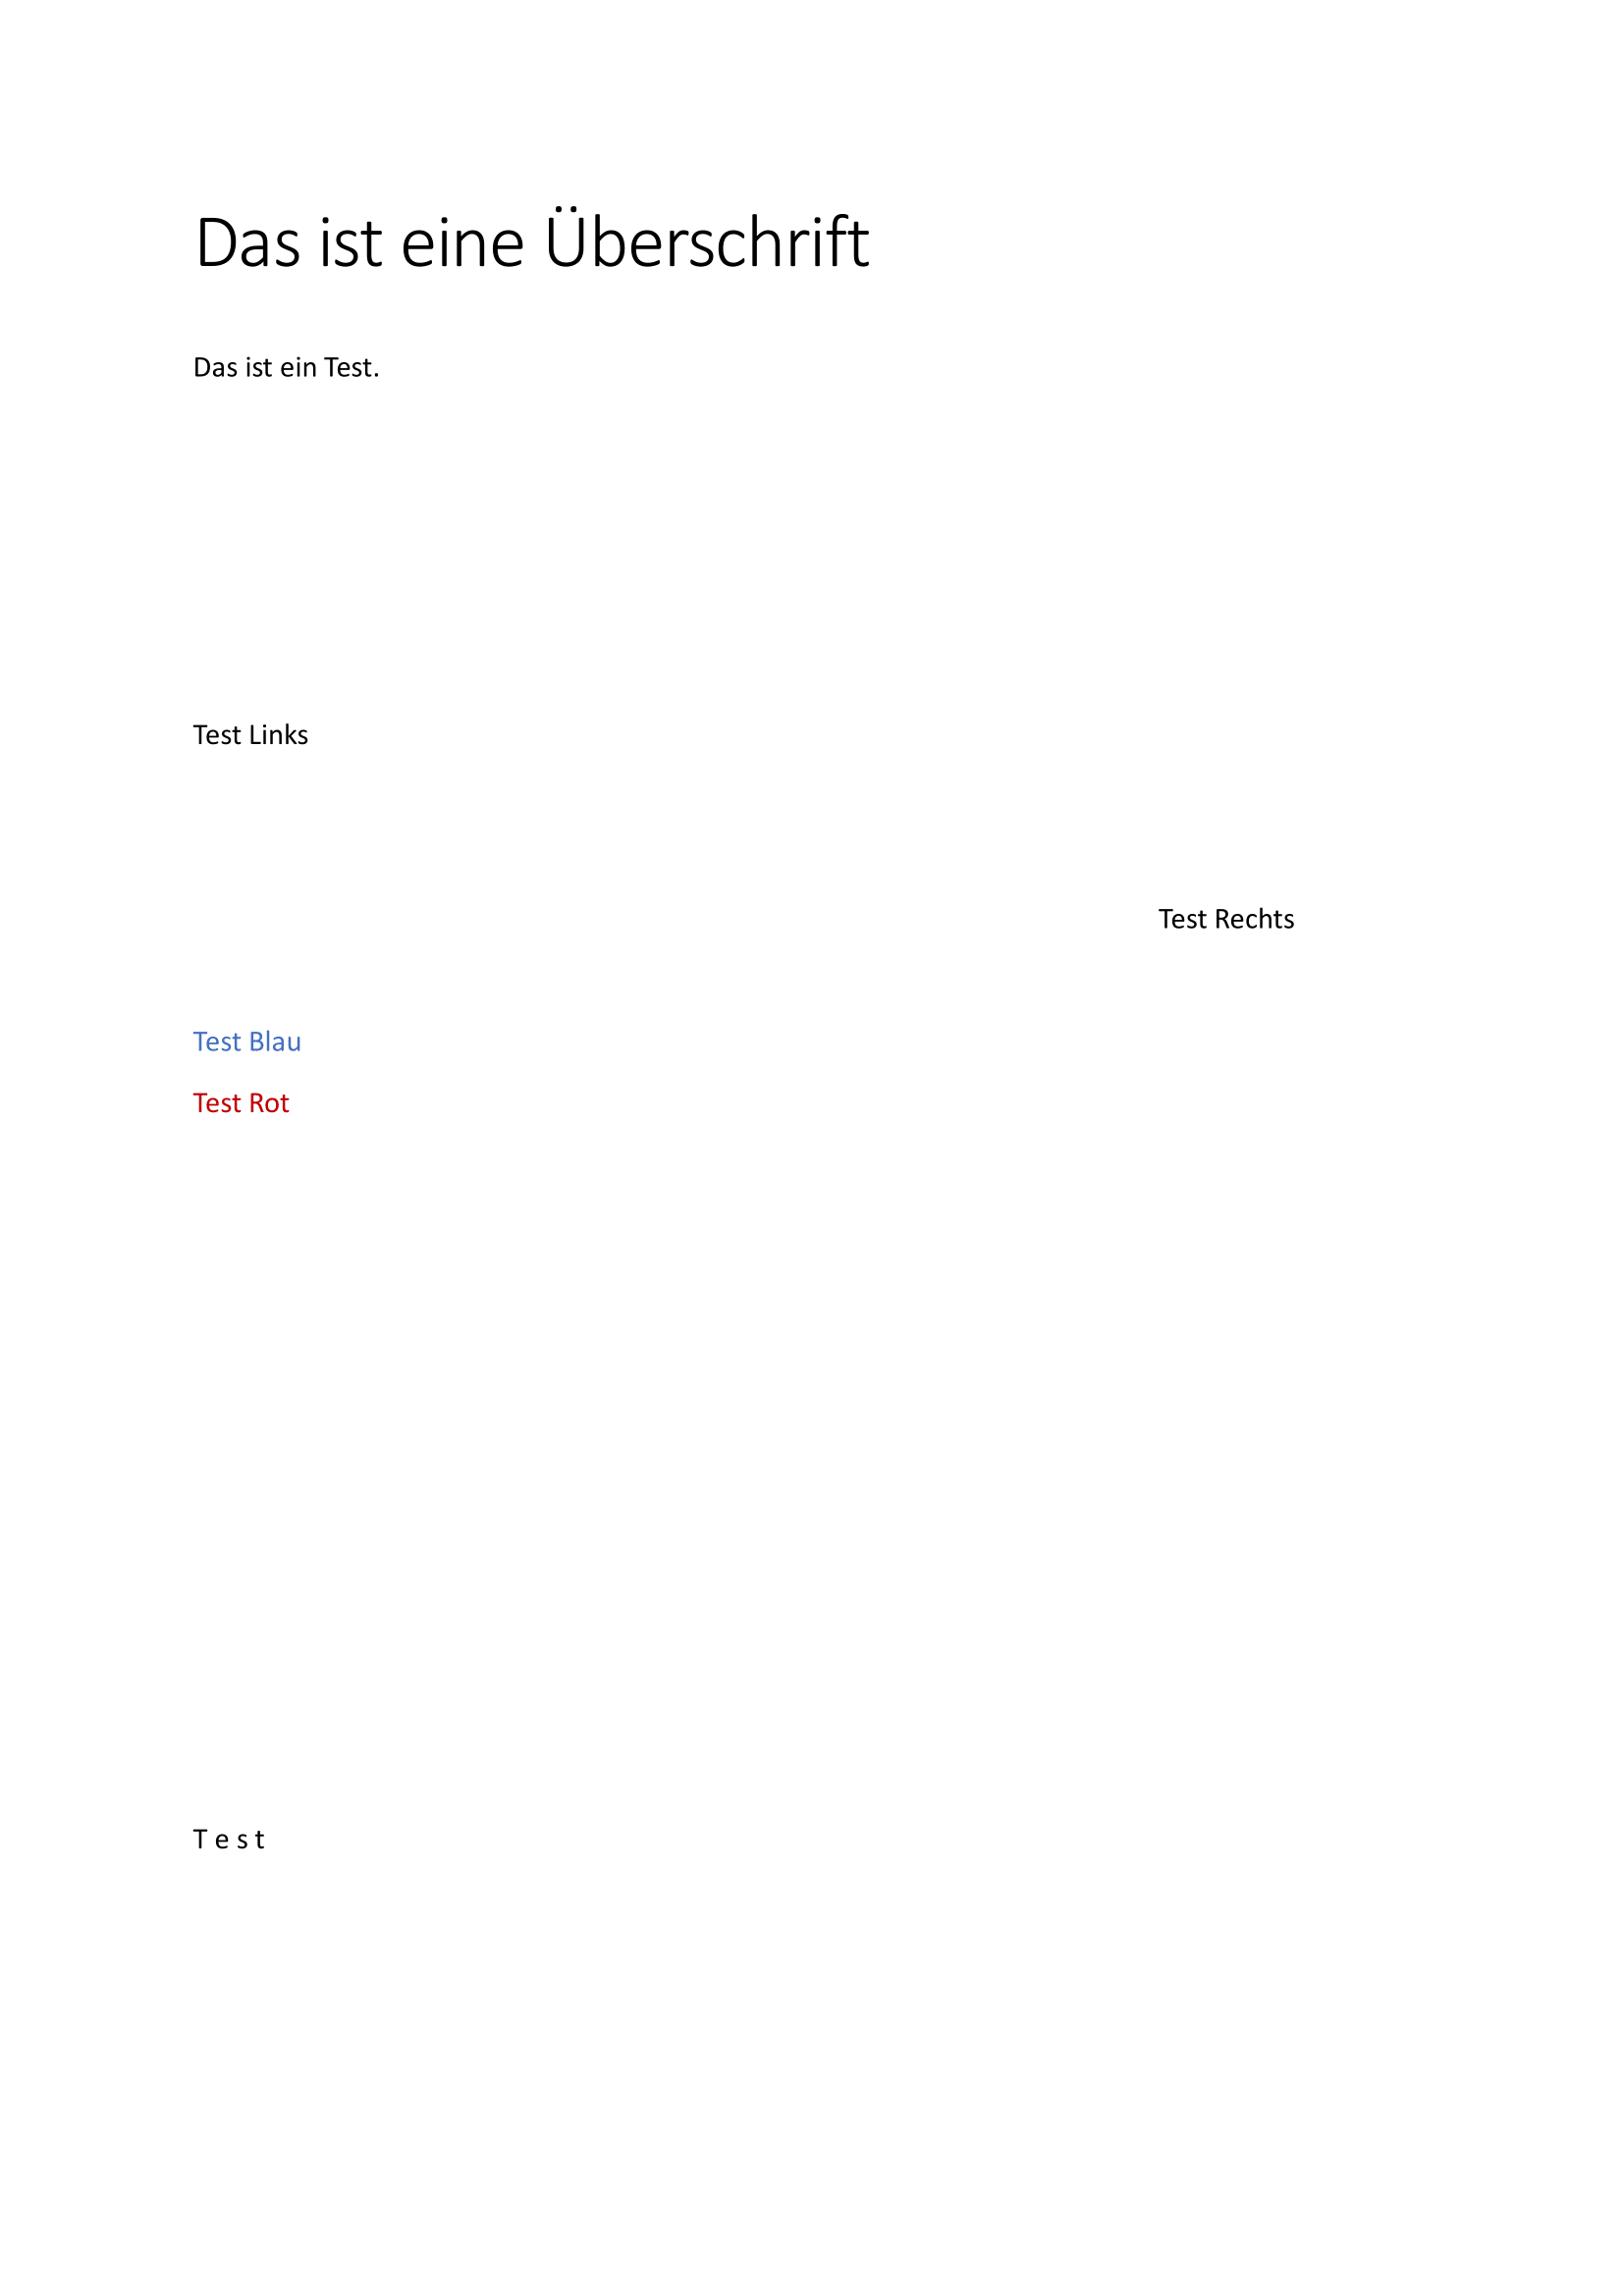 Das ist eine Überschrift
Das ist ein Test.
Test Links
Test Rechts
Test Blau
Test Rot
T e s t